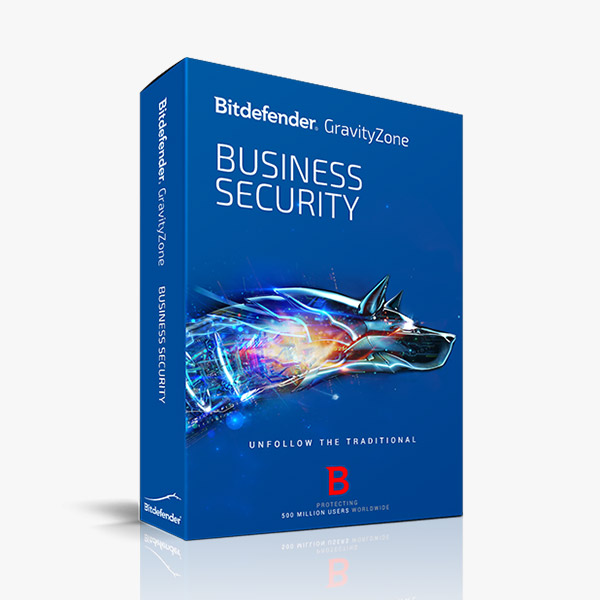 Bitdefender® GravityZone
BUSINESS
SECURITY
UNFOLLOW THE TRADITIONAL
B
PROTECTING
500 MILLION USERS WORLDWIDE
Bitdefender® GravityZone BUSINESS SECURITY
Bitdefender